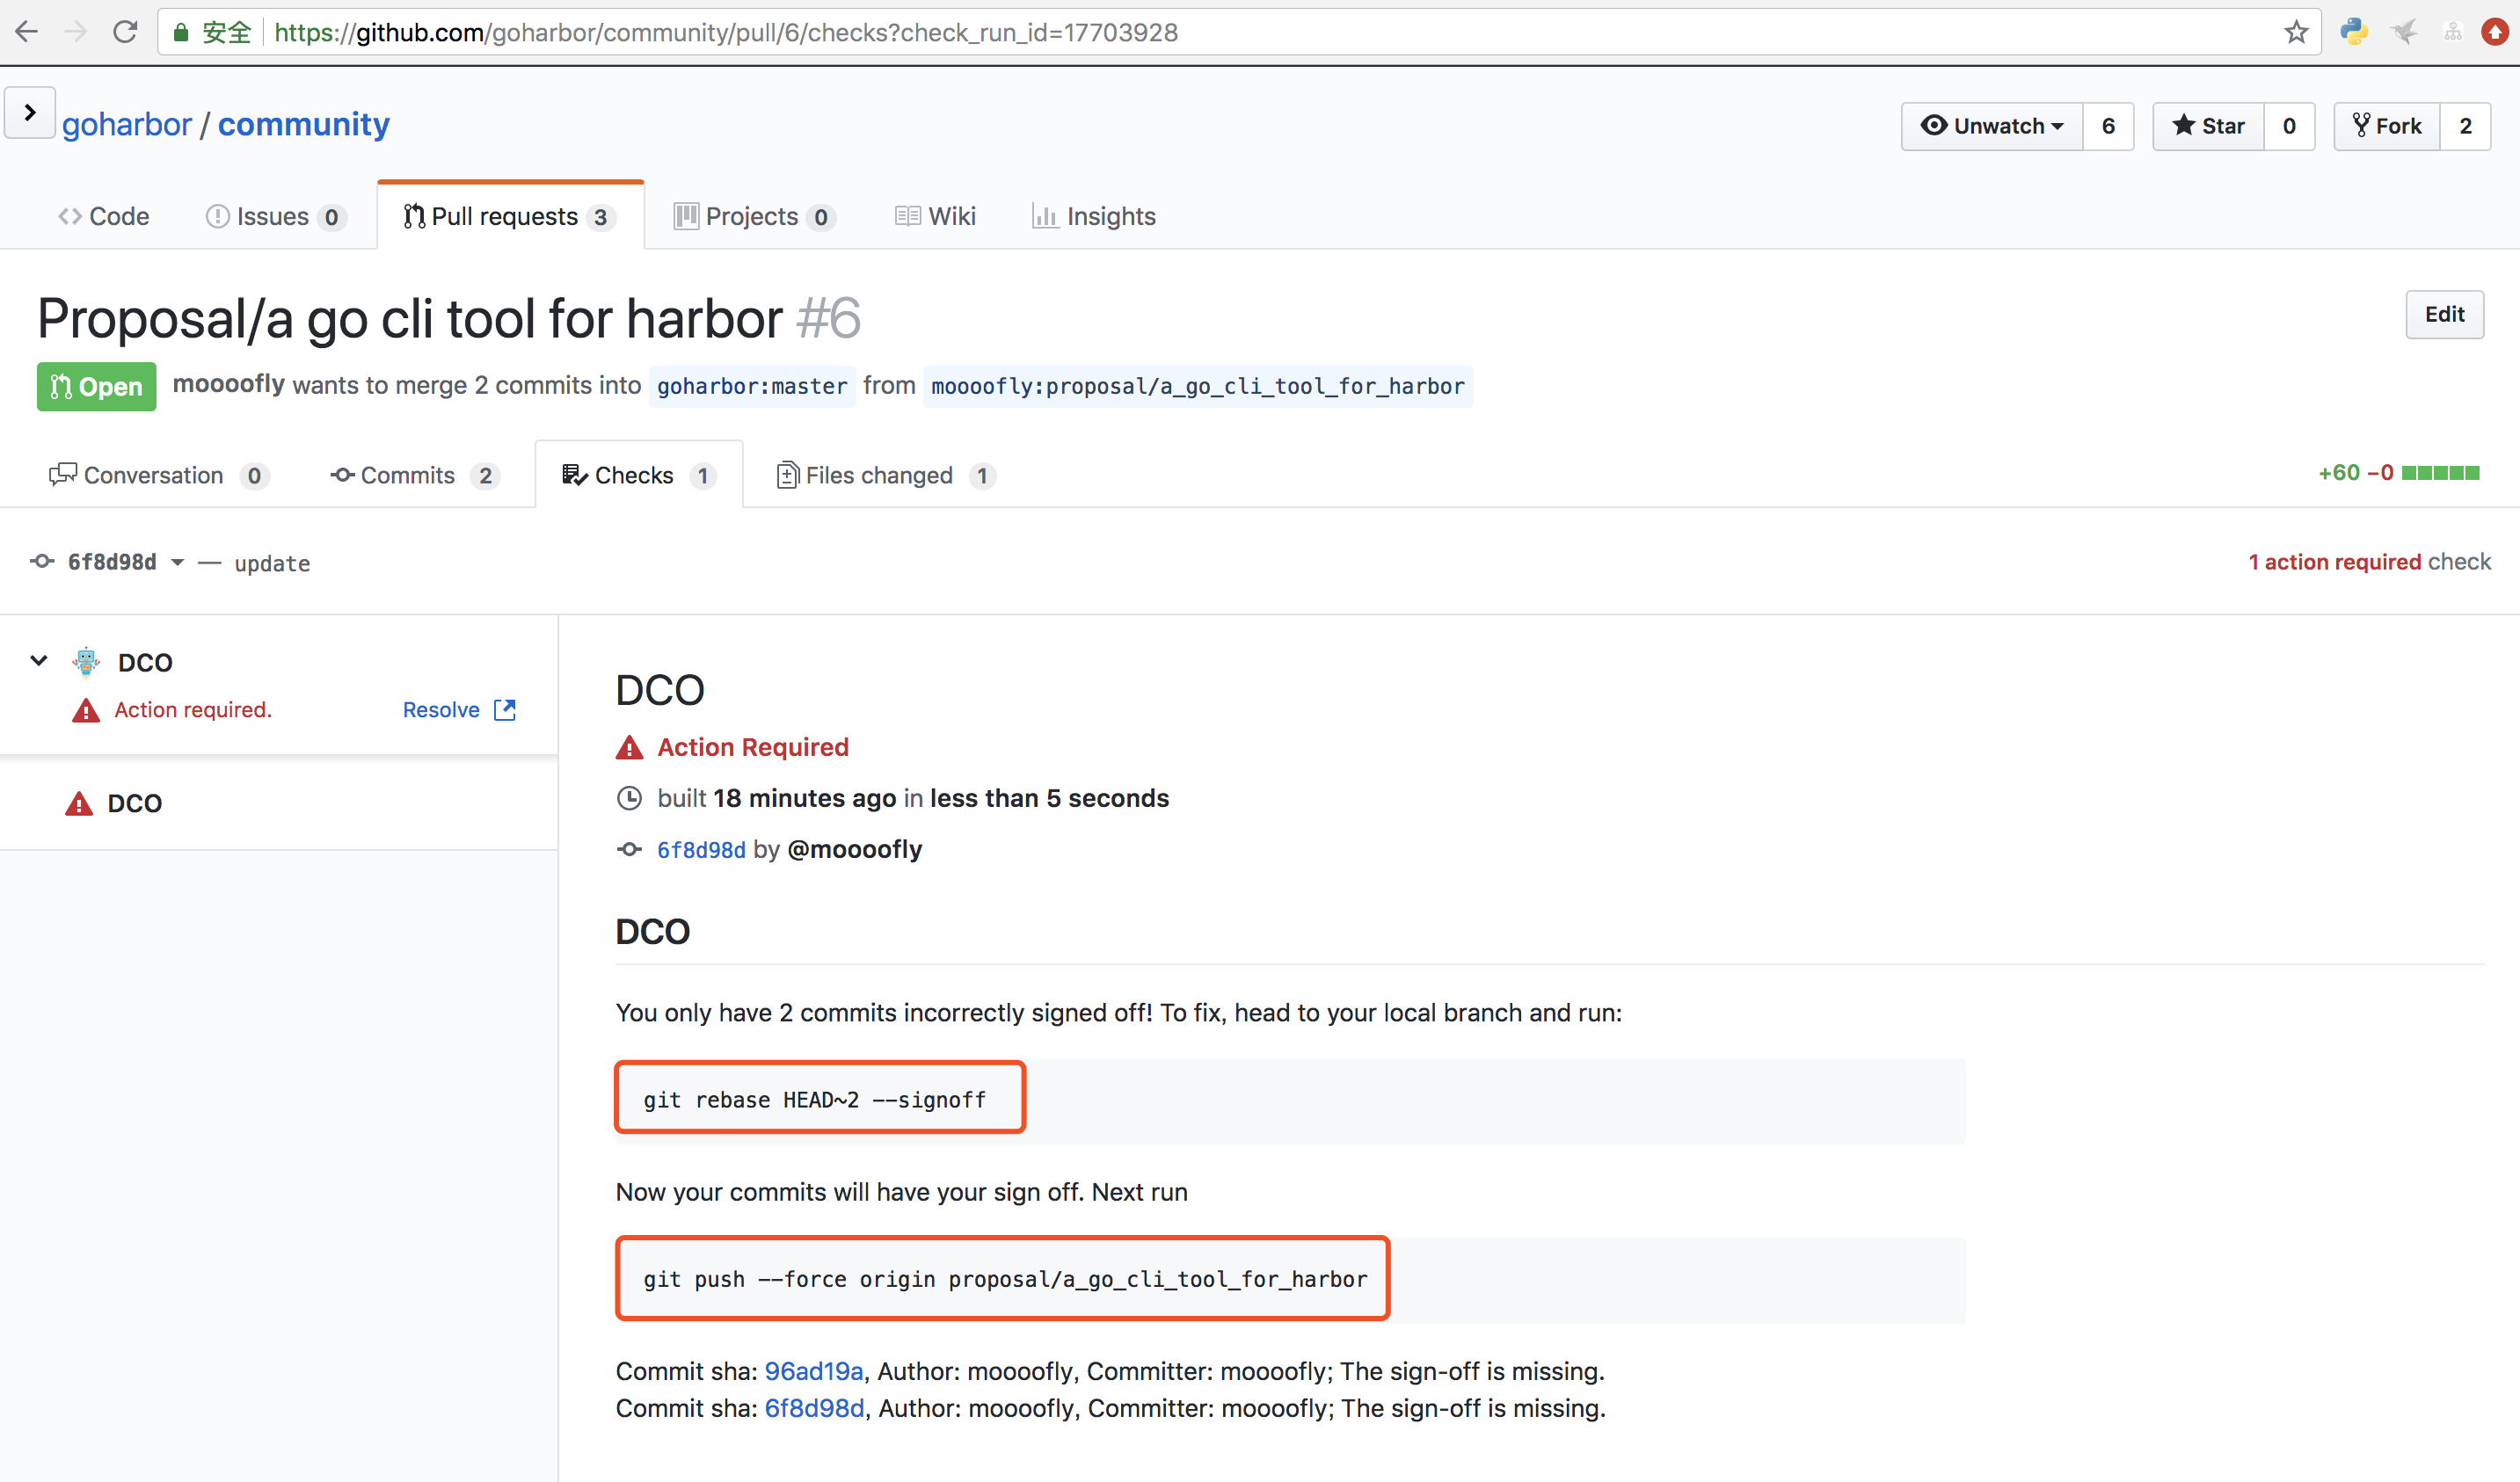 安全 https://github.com/goharbor/community/pull/6/checks?check_run_id=17703928
goharbor / community
Unwatch 6
Star 0
Fork 2
Code
Issues 0
Pull requests 3
Projects 0
Wiki
Insights
Proposal/a go cli tool for harbor #6
Edit
Open moooofly wants to merge 2 commits into goharbor:master from moooofly:proposal/a_go_cli_tool_for_harbor
Conversation 0
Commits 2
Checks 1
Files changed 1
+60 −0
6f8d98d — update
1 action required check
DCO
Action required.
Resolve
DCO
DCO
Action Required
built 18 minutes ago in less than 5 seconds
6f8d98d by @moooofly
DCO
You only have 2 commits incorrectly signed off! To fix, head to your local branch and run:
git rebase HEAD~2 --signoff
Now your commits will have your sign off. Next run
git push --force origin proposal/a_go_cli_tool_for_harbor
Commit sha: 96ad19a, Author: moooofly, Committer: moooofly; The sign-off is missing.
Commit sha: 6f8d98d, Author: moooofly, Committer: moooofly; The sign-off is missing.